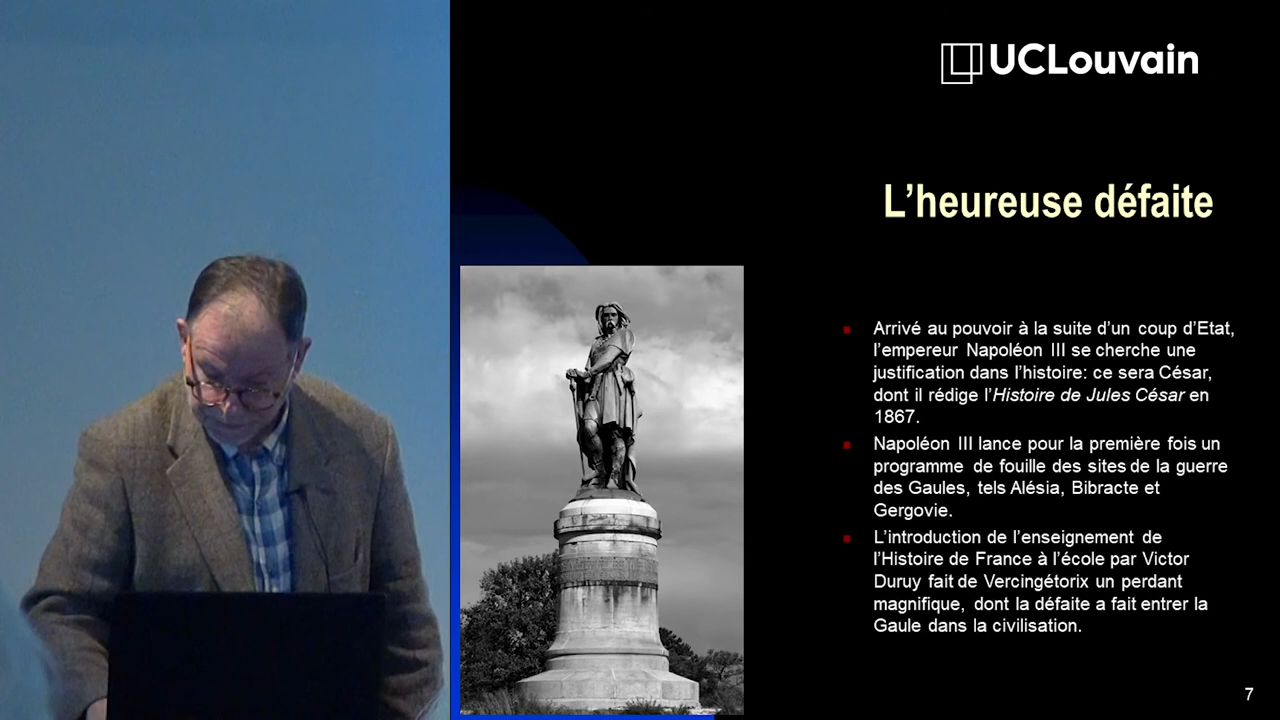 UCLouvain
L’heureuse défaite
Arrivé au pouvoir à la suite d’un coup d’Etat,
l’empereur Napoléon III se cherche une
justification dans l’histoire: ce sera César,
dont il rédige l’Histoire de Jules César en
1867.
Napoléon III lance pour la première fois un
programme de fouille des sites de la guerre
des Gaules, tels Alésia, Bibracte et
Gergovie.
L’introduction de l’enseignement de
l’Histoire de France à l’école par Victor
Duruy fait de Vercingétorix un perdant
magnifique, dont la défaite a fait entrer la
Gaule dans la civilisation.
7